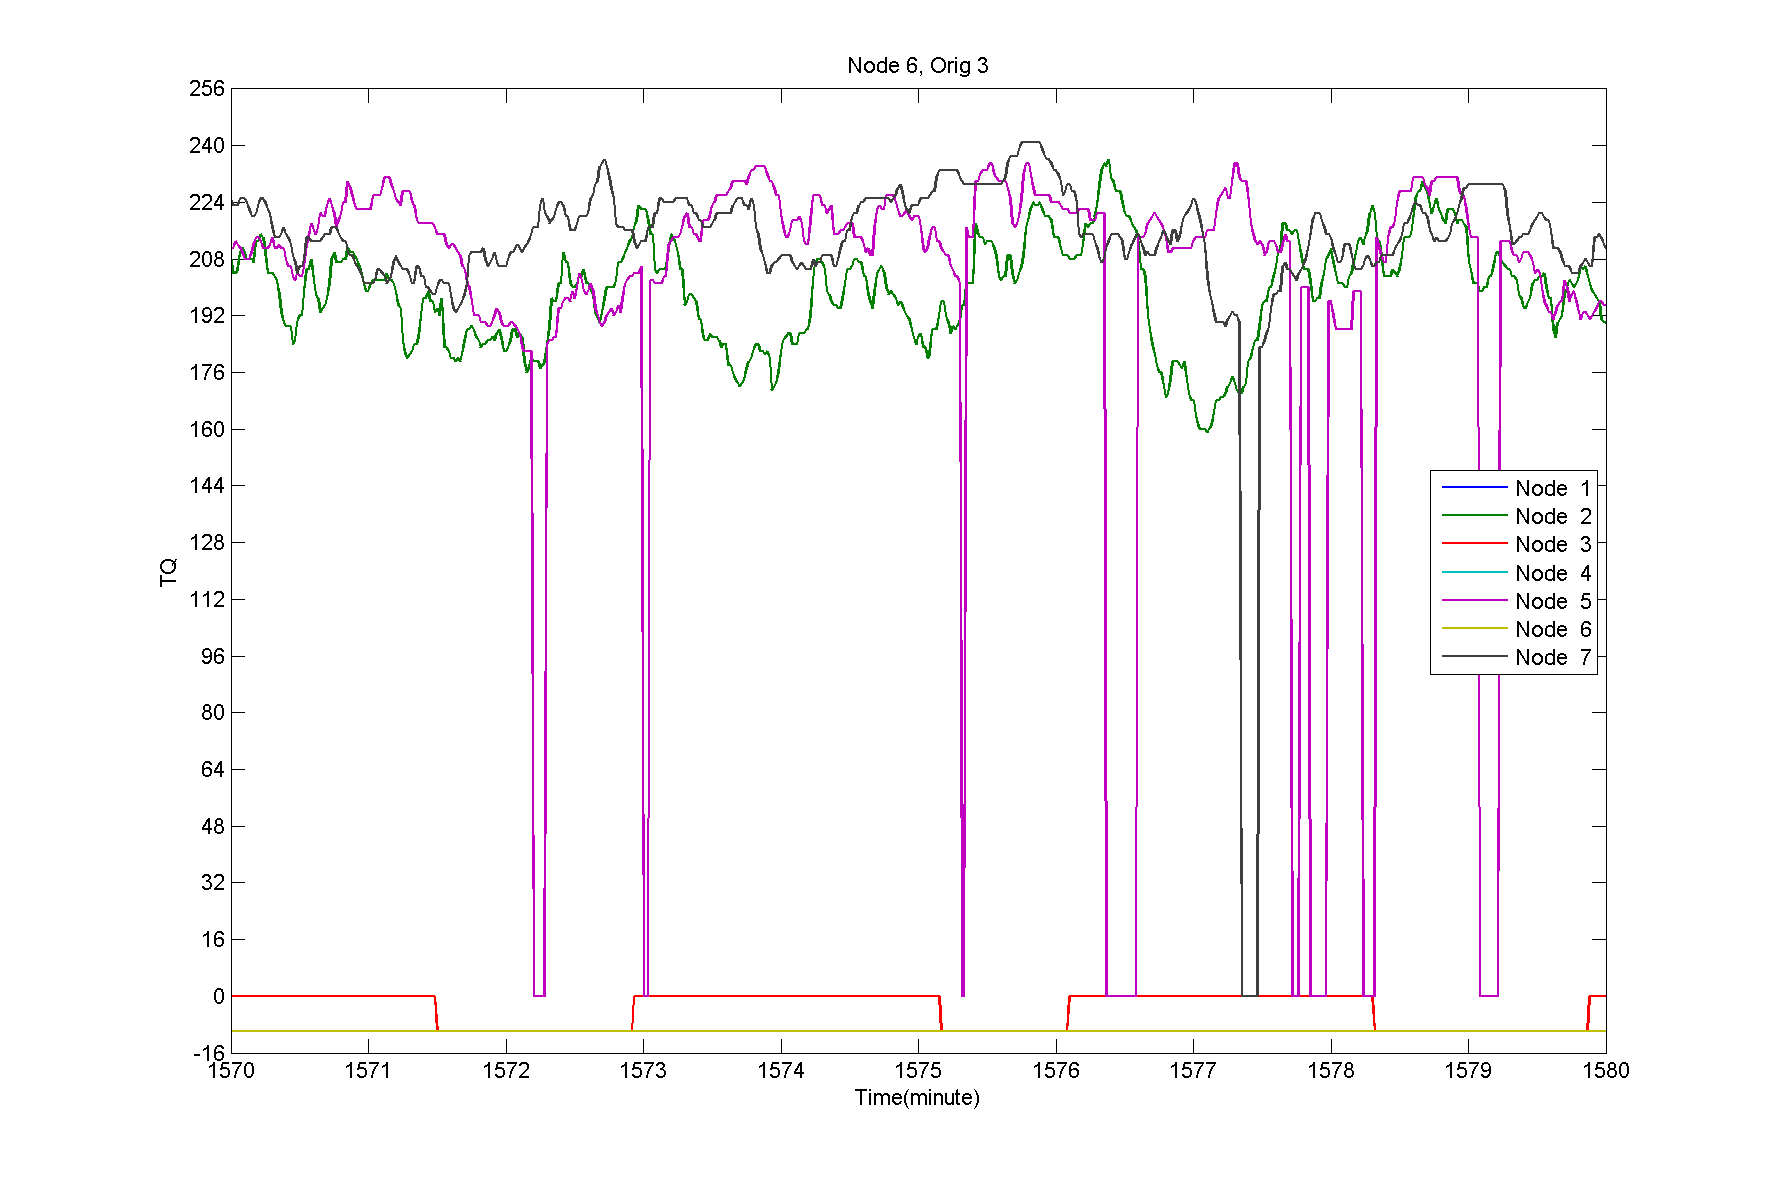 Node 6, Orig 3
256
240
224
208
192
176
160
144
128
112
96
80
64
48
32
16
0
-16
TQ
Node 1
Node 2
Node 3
Node 4
Node 5
Node 6
Node 7
1570 1571 1572 1573 1574 1575 1576 1577 1578 1579 1580
Time(minute)